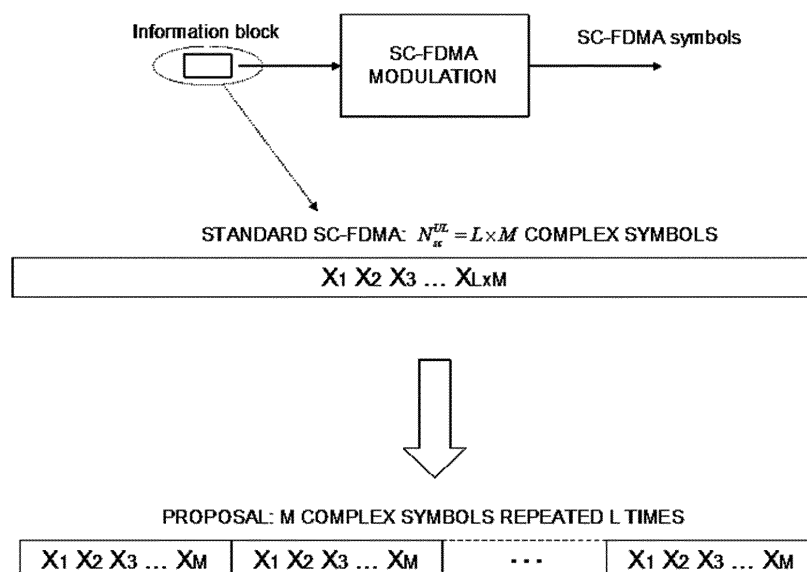 Information block
SC-FDMA
MODULATION
SC-FDMA symbols
STANDARD SC-FDMA: N_sc^UL = L×M COMPLEX SYMBOLS
X1 X2 X3 ... XLxM
PROPOSAL: M COMPLEX SYMBOLS REPEATED L TIMES
X1 X2 X3 ... XM X1 X2 X3 ... XM - - - X1 X2 X3 ... XM